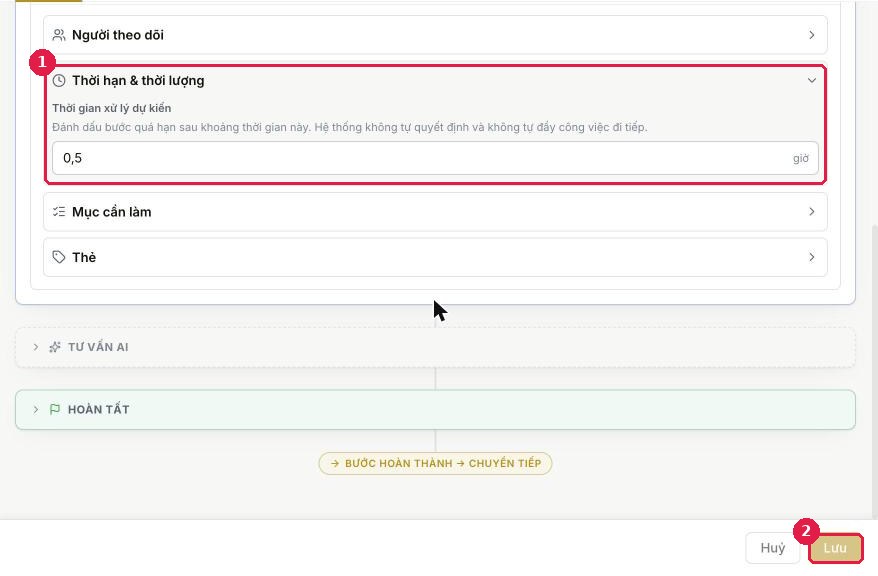 Người theo dõi
1
Thời hạn & thời lượng
Thời gian xử lý dự kiến
Đánh dấu bước quá hạn sau khoảng thời gian này. Hệ thống không tự quyết định và không tự đẩy công việc đi tiếp.
0,5 giờ
Mục cần làm
Thẻ
TƯ VẤN AI
HOÀN TẤT
→ BƯỚC HOÀN THÀNH → CHUYỂN TIẾP
2
Huỷ Lưu